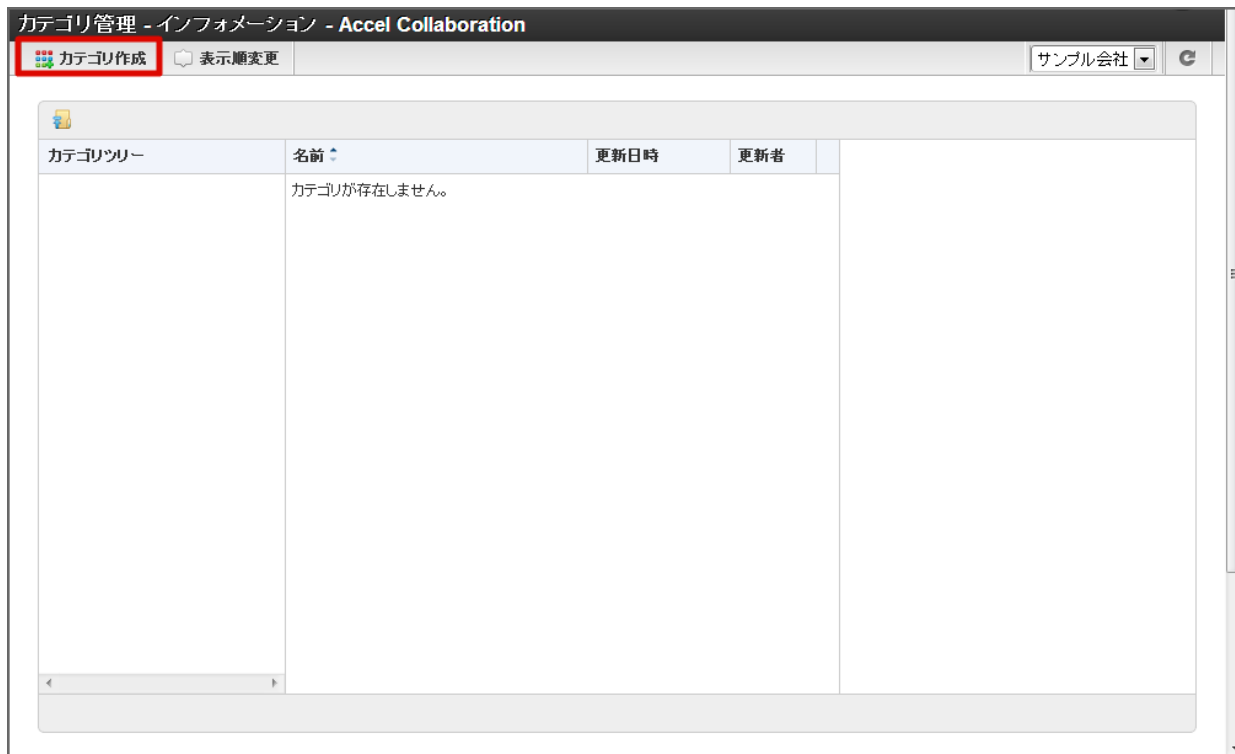 カテゴリ管理 - インフォメーション - Accel Collaboration
カテゴリ作成 表示順変更 サンプル会社
カテゴリツリー 名前 更新日時 更新者
カテゴリが存在しません。